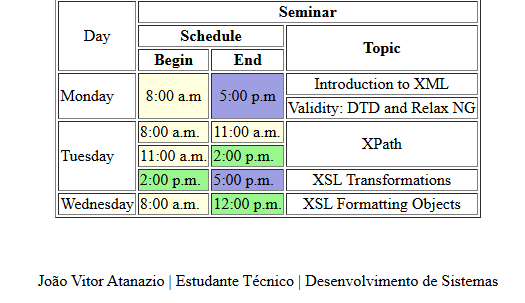 Day Seminar
Schedule Topic
Begin End
Monday 8:00 a.m 5:00 p.m Introduction to XML
Validity: DTD and Relax NG
Tuesday 8:00 a.m. 11:00 a.m. XPath
11:00 a.m. 2:00 p.m.
2:00 p.m. 5:00 p.m. XSL Transformations
Wednesday 8:00 a.m. 12:00 p.m. XSL Formatting Objects
João Vitor Atanazio | Estudante Técnico | Desenvolvimento de Sistemas